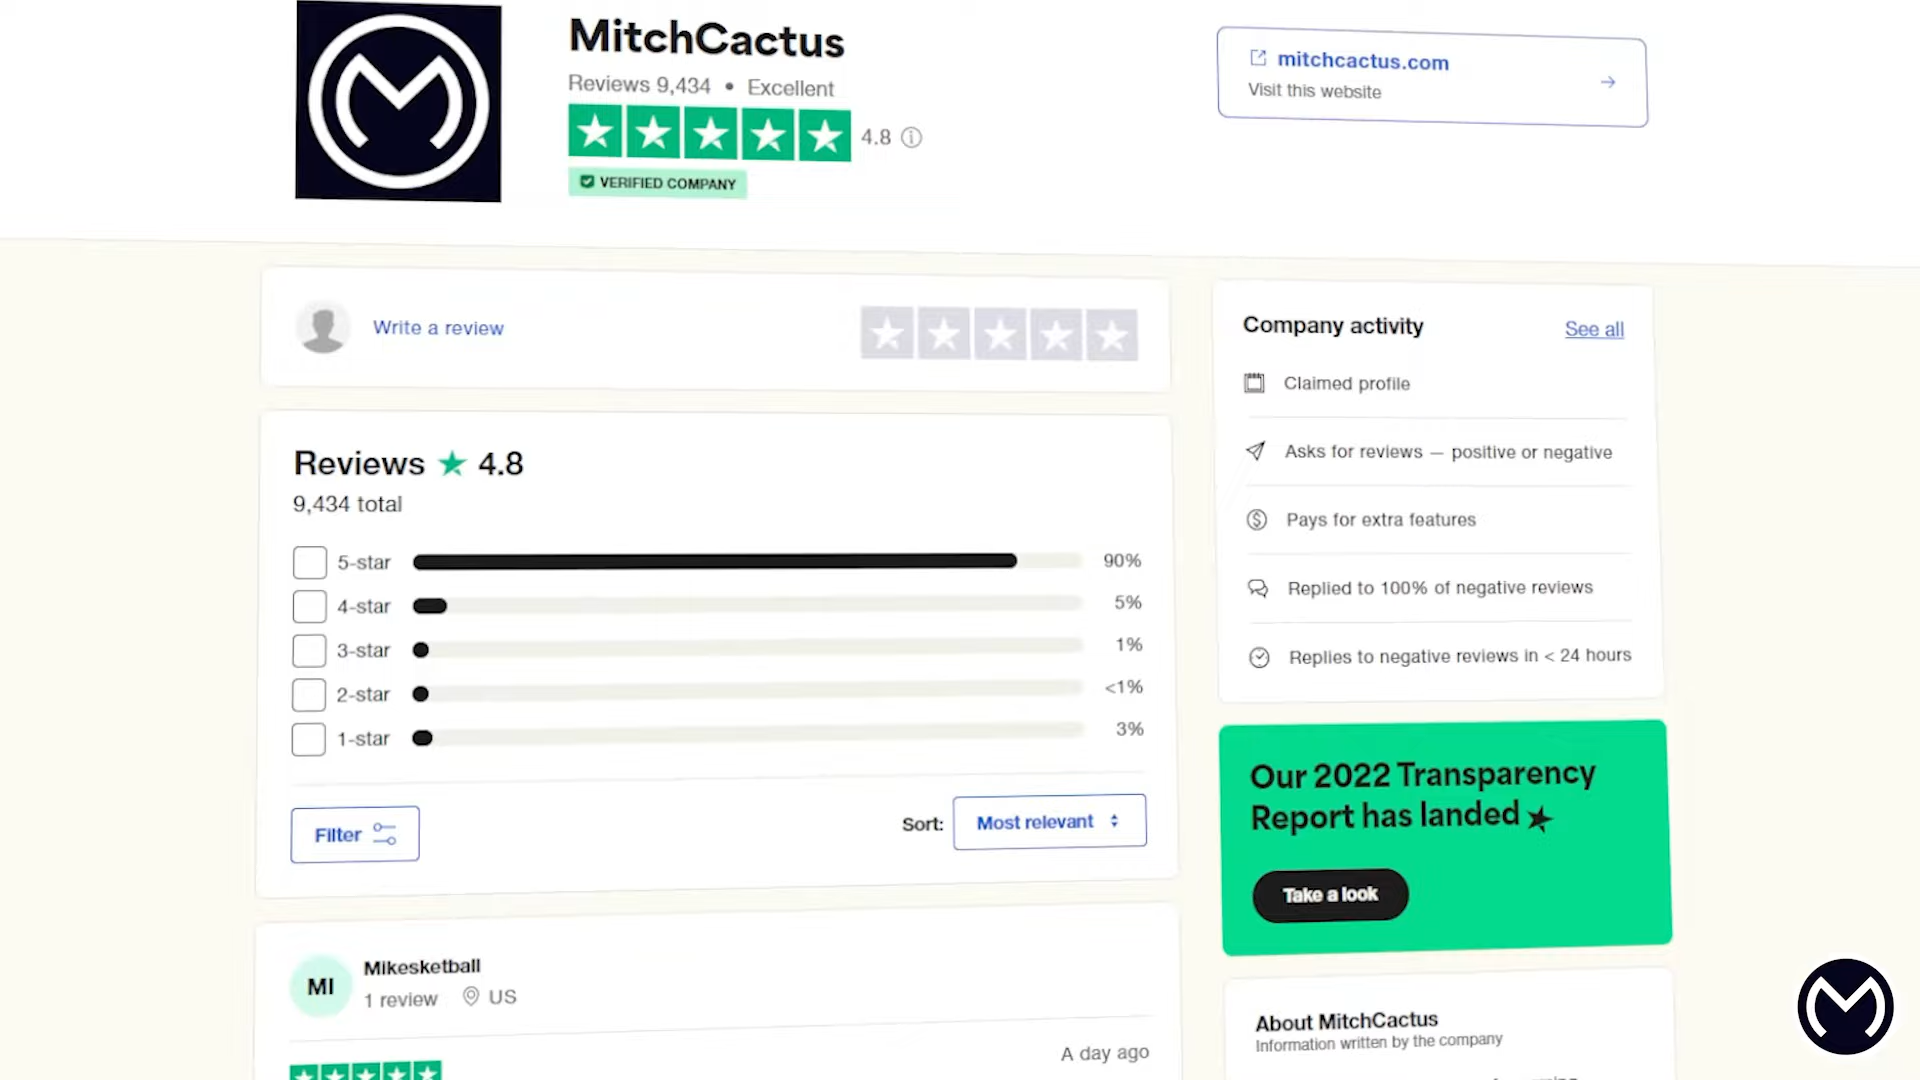 MitchCactus
Reviews 9,434 • Excellent
4.8
VERIFIED COMPANY
mitchcactus.com
Visit this website
Write a review
Reviews ★ 4.8
9,434 total
5-star 90%
4-star 5%
3-star 1%
2-star <1%
1-star 3%
Filter
Sort: Most relevant
MI
Mikesketball
1 review US
A day ago
Company activity See all
Claimed profile
Asks for reviews — positive or negative
Pays for extra features
Replied to 100% of negative reviews
Replies to negative reviews in < 24 hours
Our 2022 Transparency
Report has landed
Take a look
About MitchCactus
Information written by the company